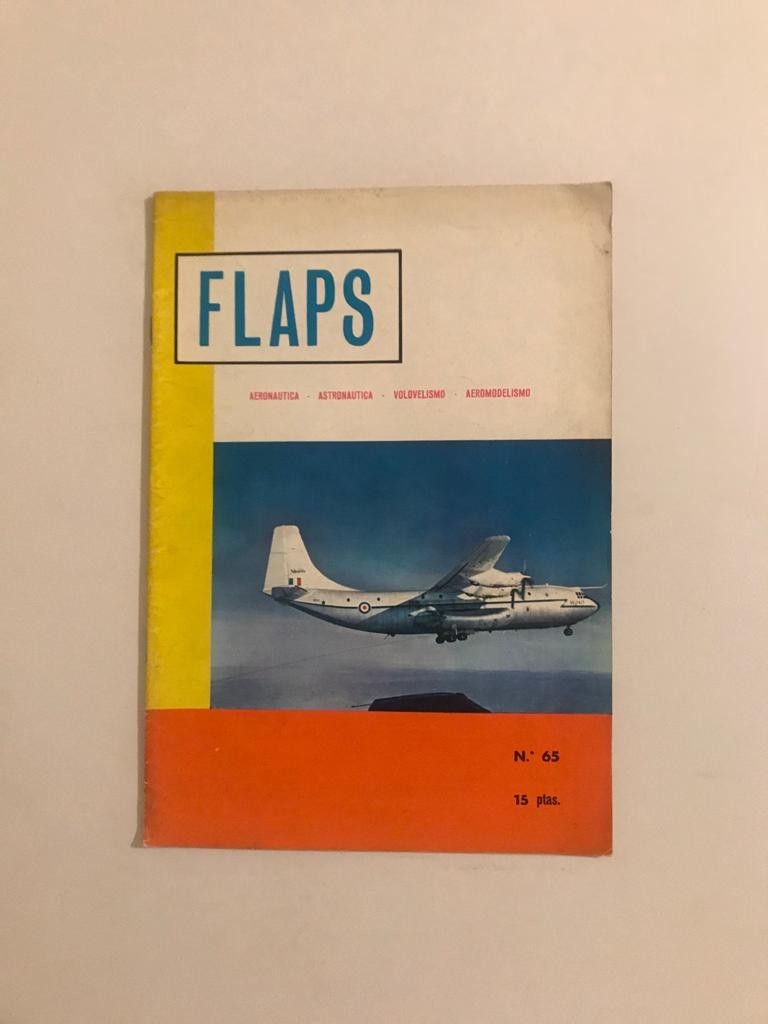 FLAPS
AERONAUTICA - ASTRONAUTICA - VOLOVELISMO - AEROMODELISMO
N.° 65
15 ptas.